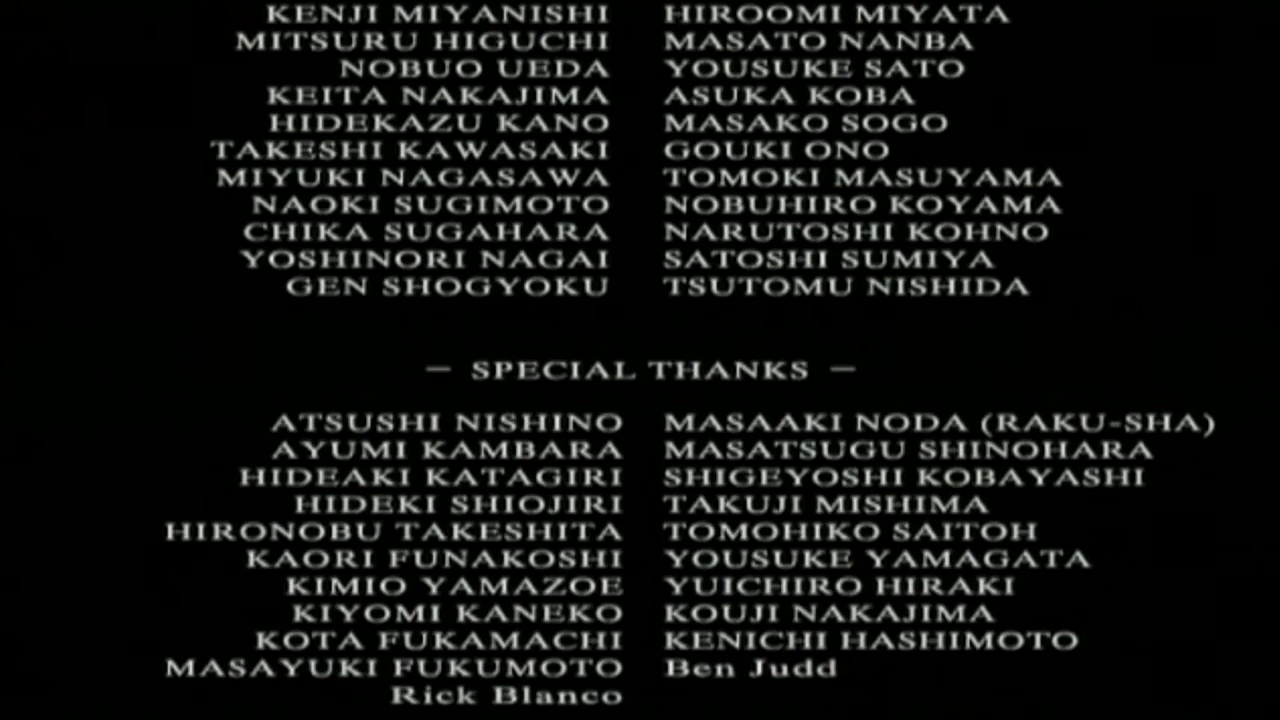 KENJI MIYANISHI HIROOMI MIYATA
MITSURU HIGUCHI MASATO NANBA
NOBUO UEDA YOUSUKE SATO
KEITA NAKAJIMA ASUKA KOBA
HIDEKAZU KANO MASAKO SOGO
TAKESHI KAWASAKI GOUKI ONO
MIYUKI NAGASAWA TOMOKI MASUYAMA
NAOKI SUGIMOTO NOBUHIRO KOYAMA
CHIKA SUGAHARA NARUTOSHI KOHNO
YOSHINORI NAGAI SATOSHI SUMIYA
GEN SHOGYOKU TSUTOMU NISHIDA
— SPECIAL THANKS —
ATSUSHI NISHINO MASAAKI NODA (RAKU-SHA)
AYUMI KAMBARA MASATSUGU SHINOHARA
HIDEAKI KATAGIRI SHIGEYOSHI KOBAYASHI
HIDEKI SHIOJIRI TAKUJI MISHIMA
HIRONOBU TAKESHITA TOMOHIKO SAITOH
KAORI FUNAKOSHI YOUSUKE YAMAGATA
KIMIO YAMAZOE YUICHIRO HIRAKI
KIYOMI KANEKO KOUJI NAKAJIMA
KOTA FUKAMACHI KENICHI HASHIMOTO
MASAYUKI FUKUMOTO Ben Judd
Rick Blanco